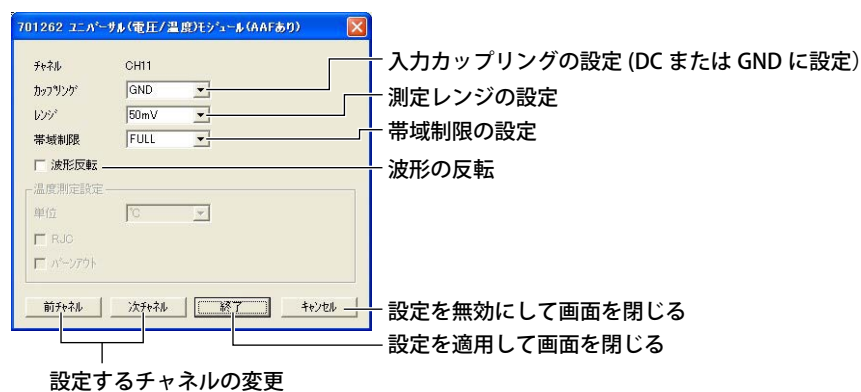 701262 ユニバーサル(電圧/温度)モジュール(AAFあり)
チャネル CH11
カップリング GND
レンジ 50mV
帯域制限 FULL
波形反転
温度測定設定
単位 ℃
RJC
バーンアウト
前チャネル 次チャネル 終了 キャンセル
入力カップリングの設定 (DC または GND に設定)
測定レンジの設定
帯域制限の設定
波形の反転
設定を無効にして画面を閉じる
設定を適用して画面を閉じる
設定するチャネルの変更